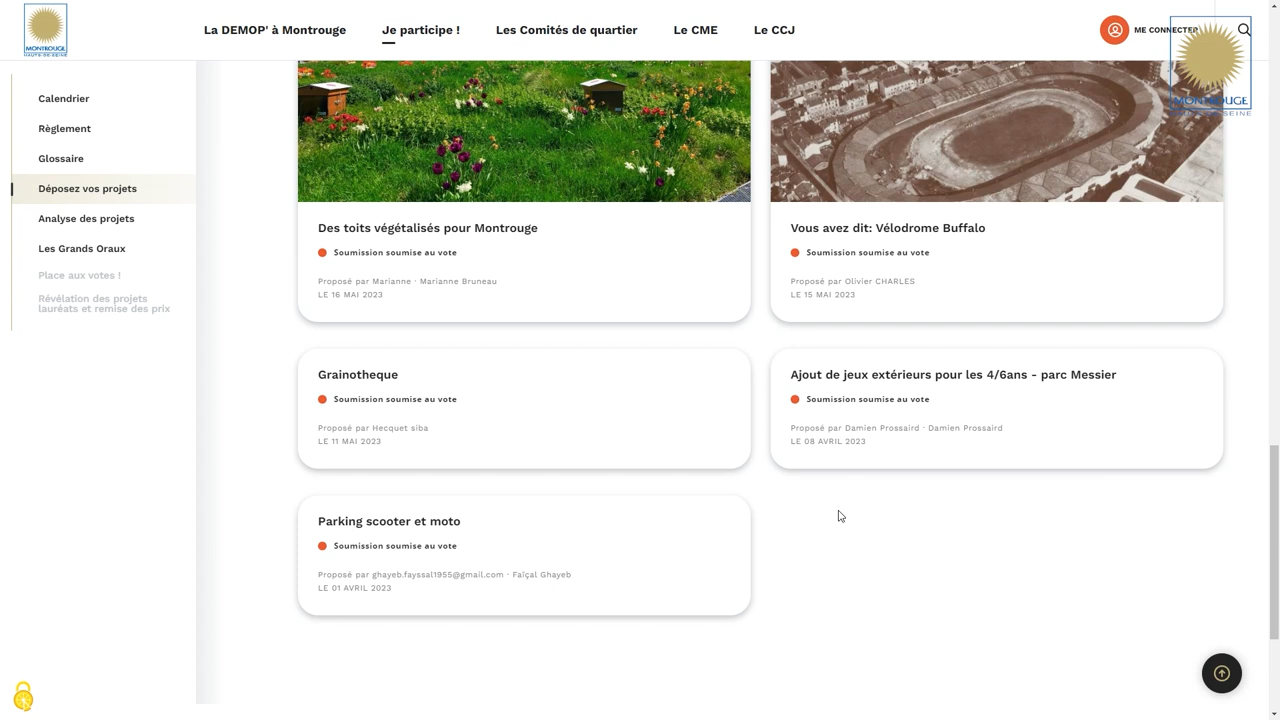 MONTROUGE
HAUTS-DE-SEINE
La DEMOP' à Montrouge
Je participe !
Les Comités de quartier
Le CME
Le CCJ
ME CONNECTER
MONTROUGE
HAUTS-DE-SEINE
Calendrier
Règlement
Glossaire
Déposez vos projets
Analyse des projets
Les Grands Oraux
Place aux votes !
Révélation des projets
lauréats et remise des prix
Des toits végétalisés pour Montrouge
Soumission soumise au vote
Proposé par Marianne · Marianne Bruneau
LE 16 MAI 2023
Vous avez dit: Vélodrome Buffalo
Soumission soumise au vote
Proposé par Olivier CHARLES
LE 15 MAI 2023
Grainotheque
Soumission soumise au vote
Proposé par Hecquet siba
LE 11 MAI 2023
Ajout de jeux extérieurs pour les 4/6ans - parc Messier
Soumission soumise au vote
Proposé par Damien Prossaird · Damien Prossaird
LE 08 AVRIL 2023
Parking scooter et moto
Soumission soumise au vote
Proposé par ghayeb.fayssal1955@gmail.com · Faïçal Ghayeb
LE 01 AVRIL 2023